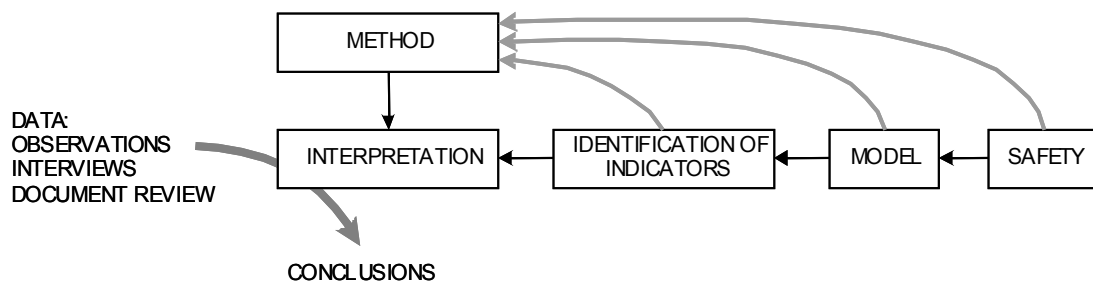 METHOD
DATA:
OBSERVATIONS
INTERVIEWS
DOCUMENT REVIEW
INTERPRETATION
IDENTIFICATION OF
INDICATORS
MODEL
SAFETY
CONCLUSIONS